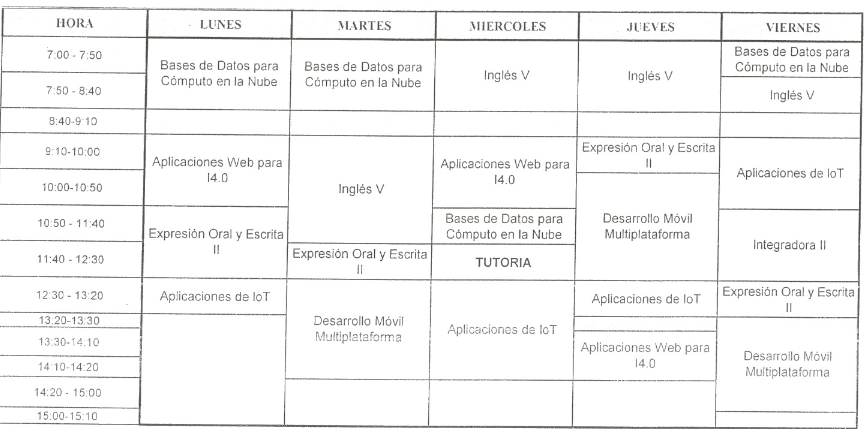 HORA LUNES MARTES MIERCOLES JUEVES VIERNES
7:00 - 7:50
7:50 - 8:40
Bases de Datos para
Cómputo en la Nube
Bases de Datos para
Cómputo en la Nube
Inglés V
Inglés V
Bases de Datos para
Cómputo en la Nube
Inglés V
8:40-9:10
9:10-10:00
10:00-10:50
Aplicaciones Web para
I4.0
Inglés V
Aplicaciones Web para
I4.0
Expresión Oral y Escrita
II
Aplicaciones de IoT
10:50 - 11:40
11:40 - 12:30
Expresión Oral y Escrita
II
Expresión Oral y Escrita
II
Bases de Datos para
Cómputo en la Nube
TUTORIA
Desarrollo Móvil
Multiplataforma
Integradora II
12:30 - 13:20
Aplicaciones de IoT
Desarrollo Móvil
Multiplataforma
Aplicaciones de IoT
Aplicaciones de IoT
Expresión Oral y Escrita
II
13:20-13:30
13:30-14:10
14:10-14:20
Aplicaciones Web para
I4.0
Desarrollo Móvil
Multiplataforma
14:20 - 15:00
15:00-15:10